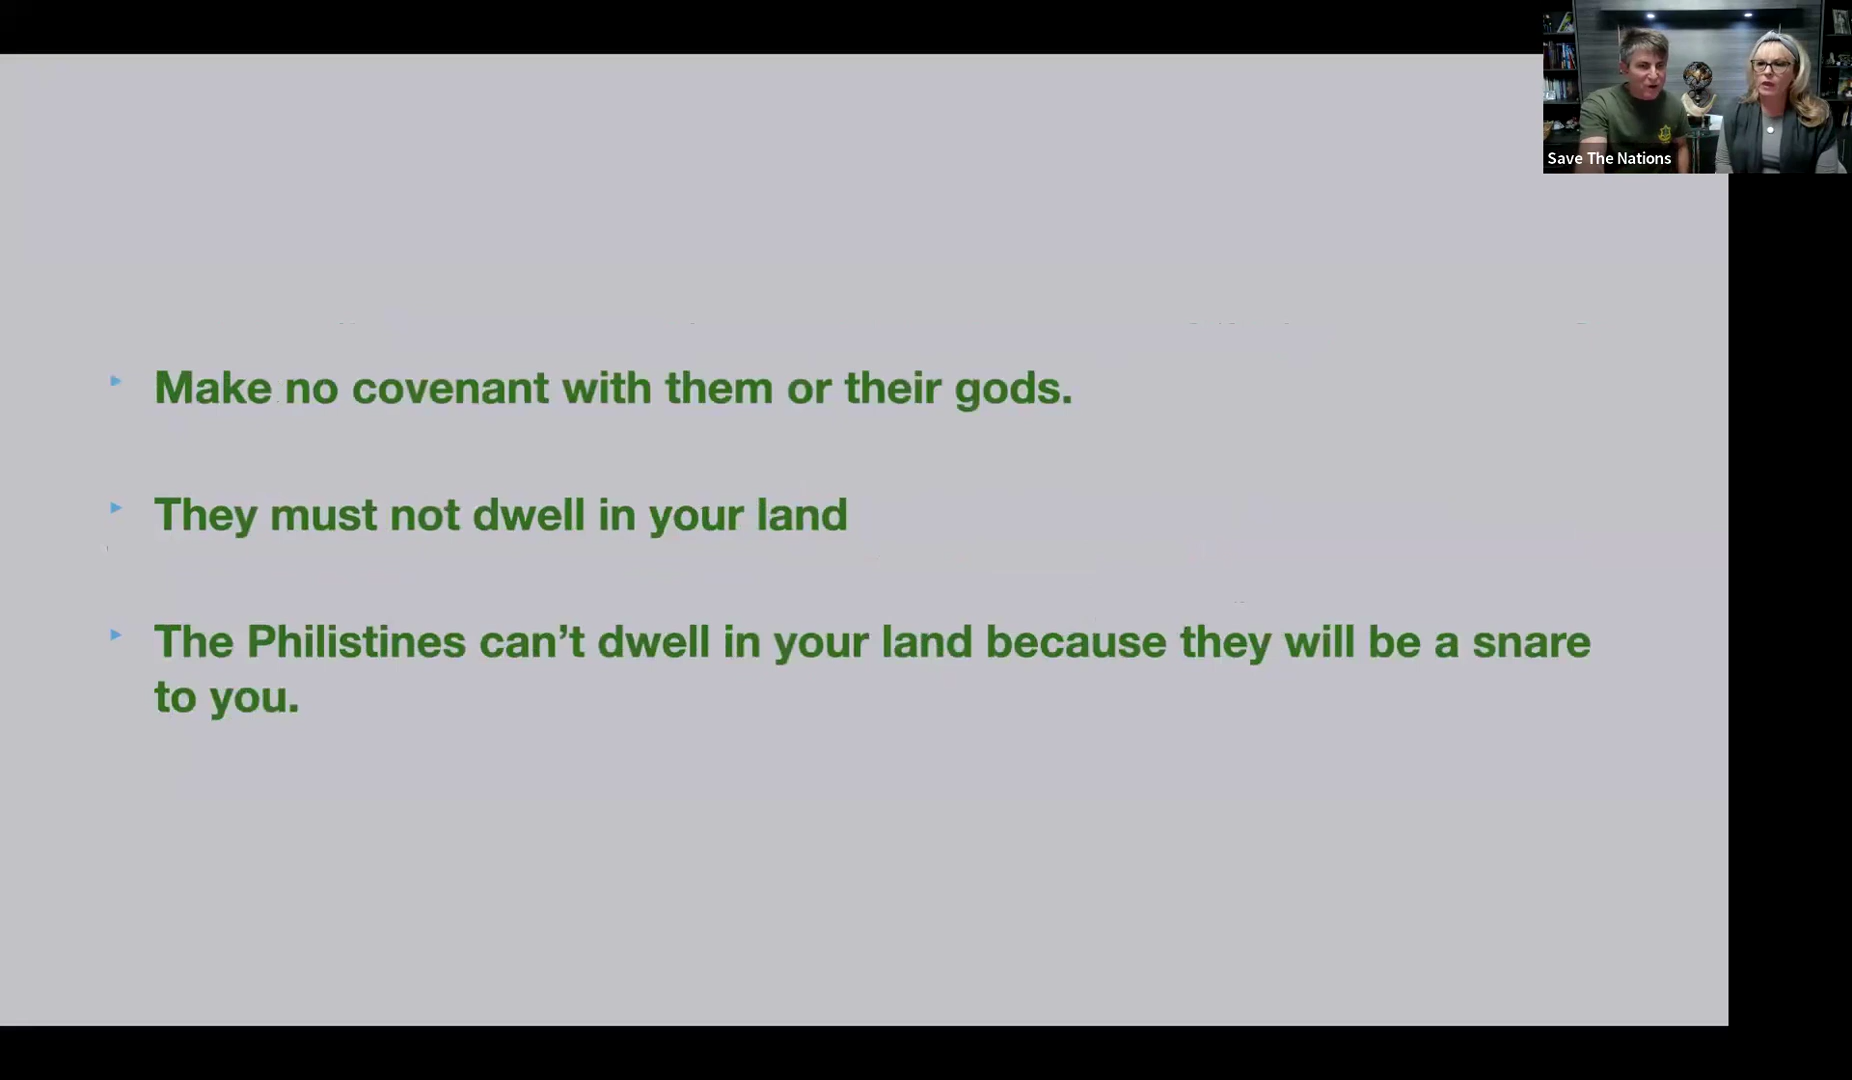 Save The Nations
Make no covenant with them or their gods.
They must not dwell in your land
The Philistines can’t dwell in your land because they will be a snare
to you.